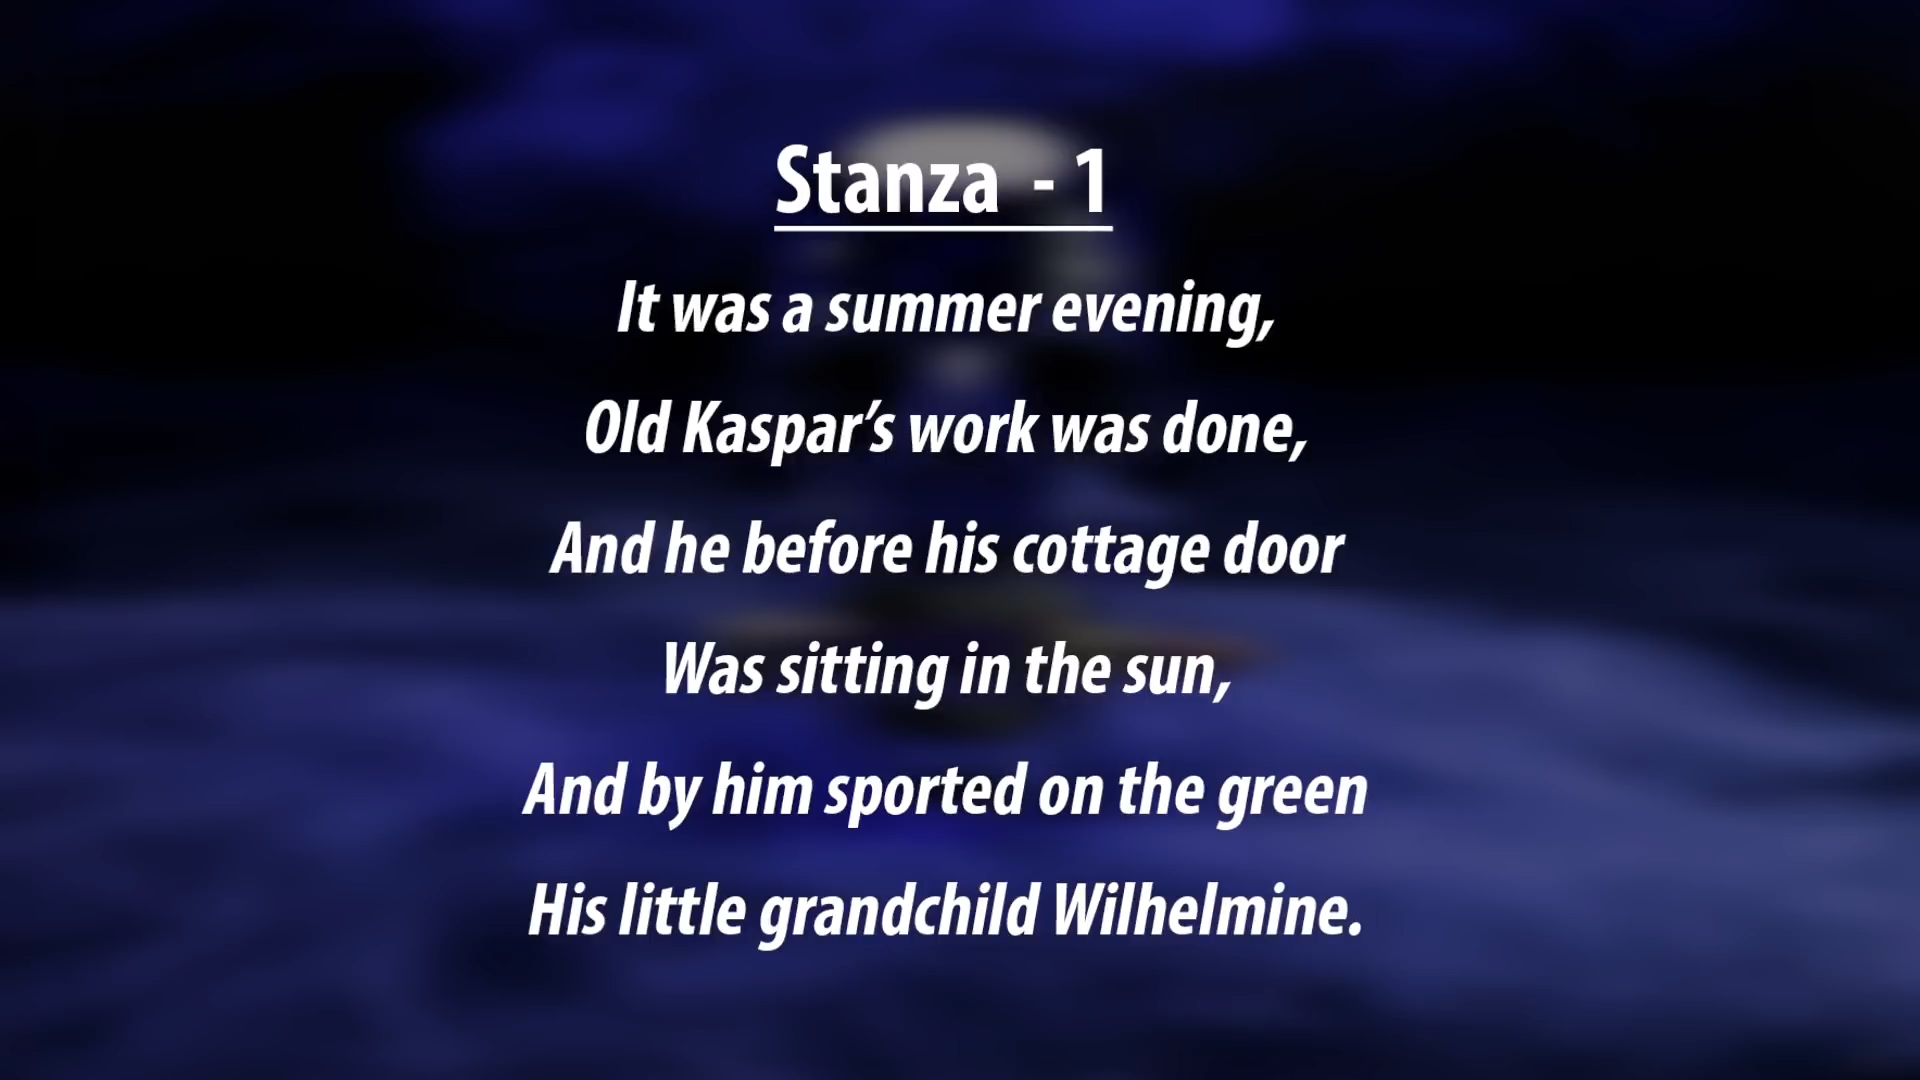 Stanza - 1
It was a summer evening,
Old Kaspar’s work was done,
And he before his cottage door
Was sitting in the sun,
And by him sported on the green
His little grandchild Wilhelmine.